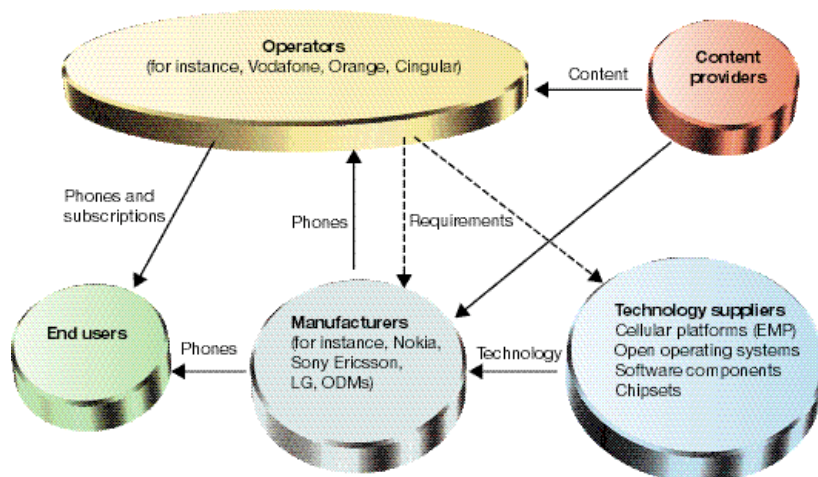 Operators
(for instance, Vodafone, Orange, Cingular)
Content
providers
Content
Phones and
subscriptions
Phones
Requirements
End users
Phones
Manufacturers
(for instance, Nokia,
Sony Ericsson,
LG, ODMs)
Technology
Technology suppliers
Cellular platforms (EMP)
Open operating systems
Software components
Chipsets